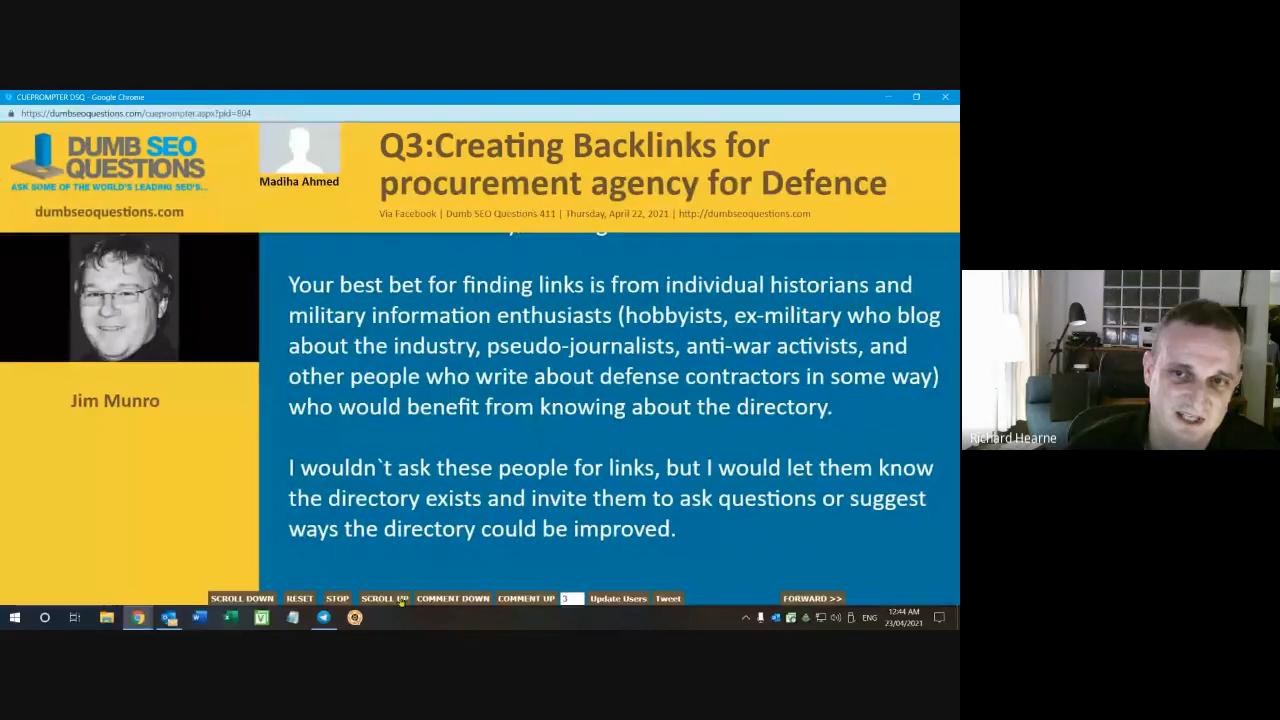 CUEPROMPTER DSQ - Google Chrome
https://dumbseoquestions.com/cueprompter.aspx?pid=804
DUMB SEO
QUESTIONS
ASK SOME OF THE WORLD'S LEADING SEO'S...
dumbseoquestions.com
Madiha Ahmed
Q3:Creating Backlinks for
procurement agency for Defence
Via Facebook | Dumb SEO Questions 411 | Thursday, April 22, 2021 | http://dumbseoquestions.com
Jim Munro
Your best bet for finding links is from individual historians and
military information enthusiasts (hobbyists, ex-military who blog
about the industry, pseudo-journalists, anti-war activists, and
other people who write about defense contractors in some way)
who would benefit from knowing about the directory.
I wouldn`t ask these people for links, but I would let them know
the directory exists and invite them to ask questions or suggest
ways the directory could be improved.
Richard Hearne
SCROLL DOWN RESET STOP SCROLL UP COMMENT DOWN COMMENT UP 3 Update Users Tweet FORWARD >>
ENG 12:44 AM
23/04/2021